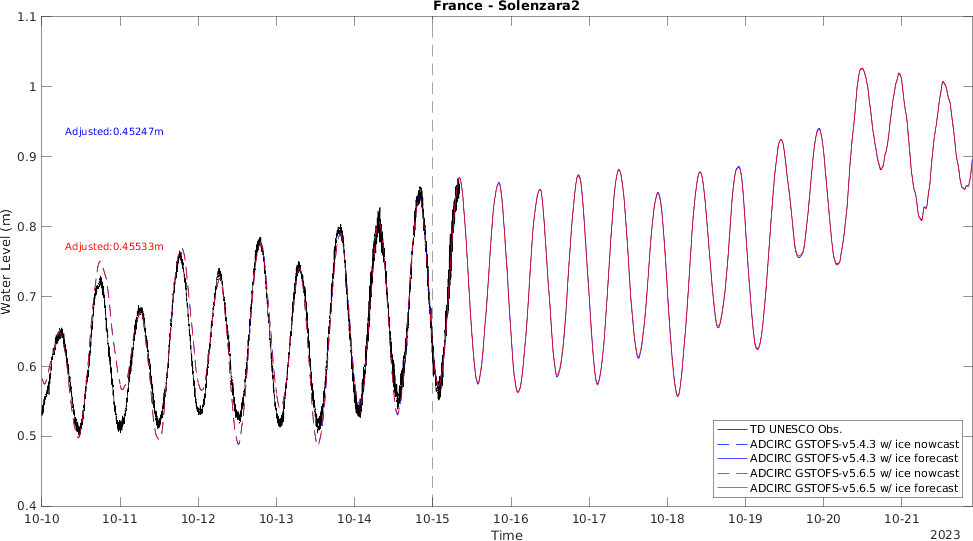 France - Solenzara2
1.1
1
0.9
0.8
0.7
0.6
0.5
0.4
Water Level (m)
Adjusted:0.45247m
Adjusted:0.45533m
TD UNESCO Obs.
ADCIRC GSTOFS-v5.4.3 w/ ice nowcast
ADCIRC GSTOFS-v5.4.3 w/ ice forecast
ADCIRC GSTOFS-v5.6.5 w/ ice nowcast
ADCIRC GSTOFS-v5.6.5 w/ ice forecast
10-10 10-11 10-12 10-13 10-14 10-15 10-16 10-17 10-18 10-19 10-20 10-21
Time
2023